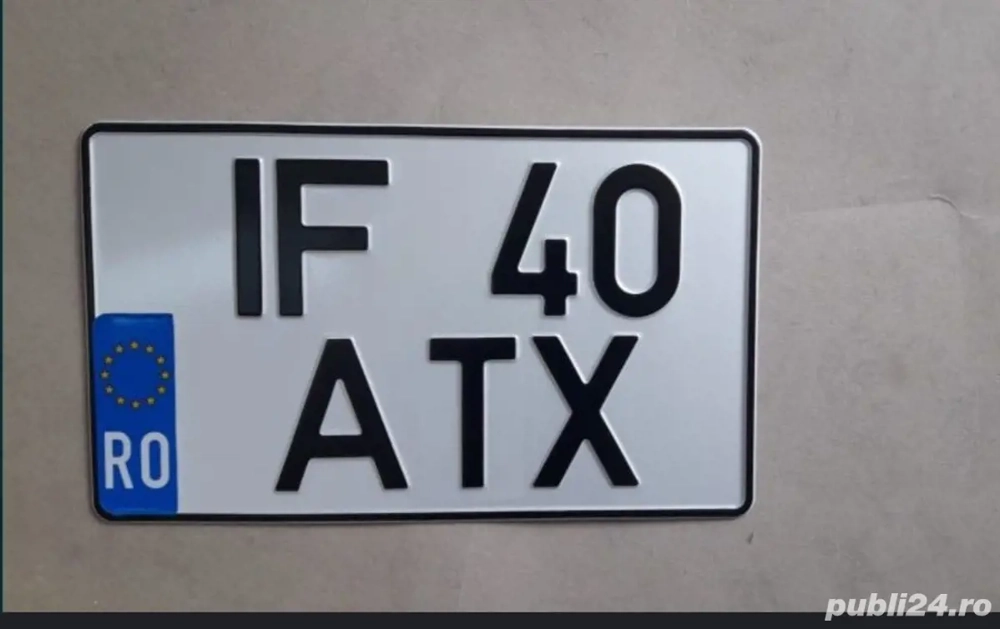 IF 40
ATX
RO
publi24.ro